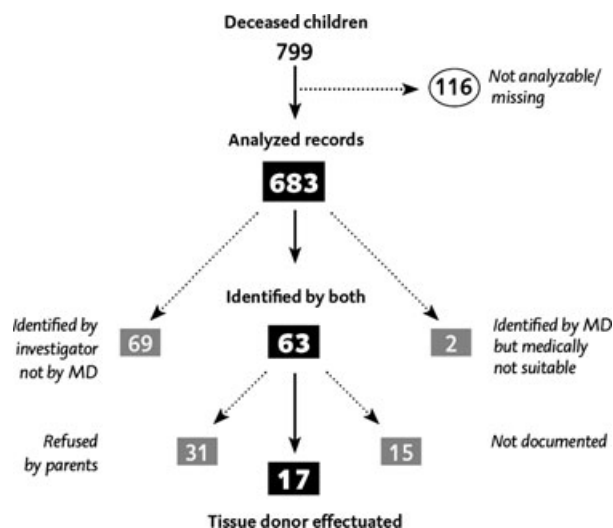 Deceased children
799
116
Not analyzable/
missing
Analyzed records
683
Identified by both
Identified by
investigator
not by MD
69
63
2
Identified by MD
but medically
not suitable
Refused
by parents
31
17
15
Not documented
Tissue donor effectuated